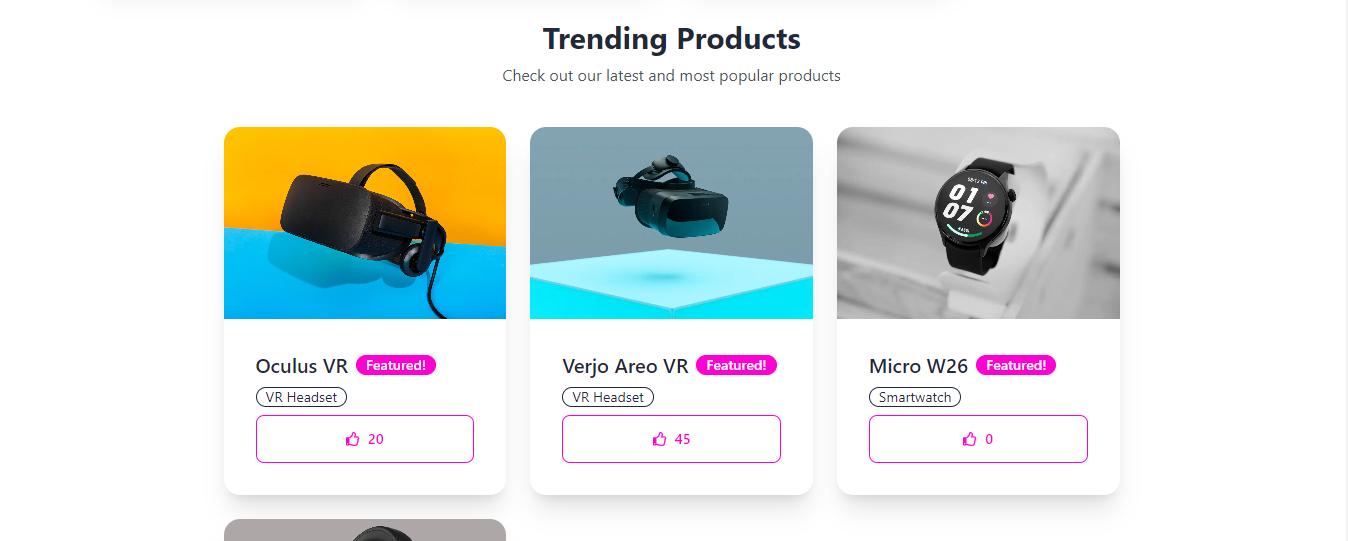 Trending Products
Check out our latest and most popular products
01
07
Oculus VR Featured!
VR Headset
20
Verjo Areo VR Featured!
VR Headset
45
Micro W26 Featured!
Smartwatch
0